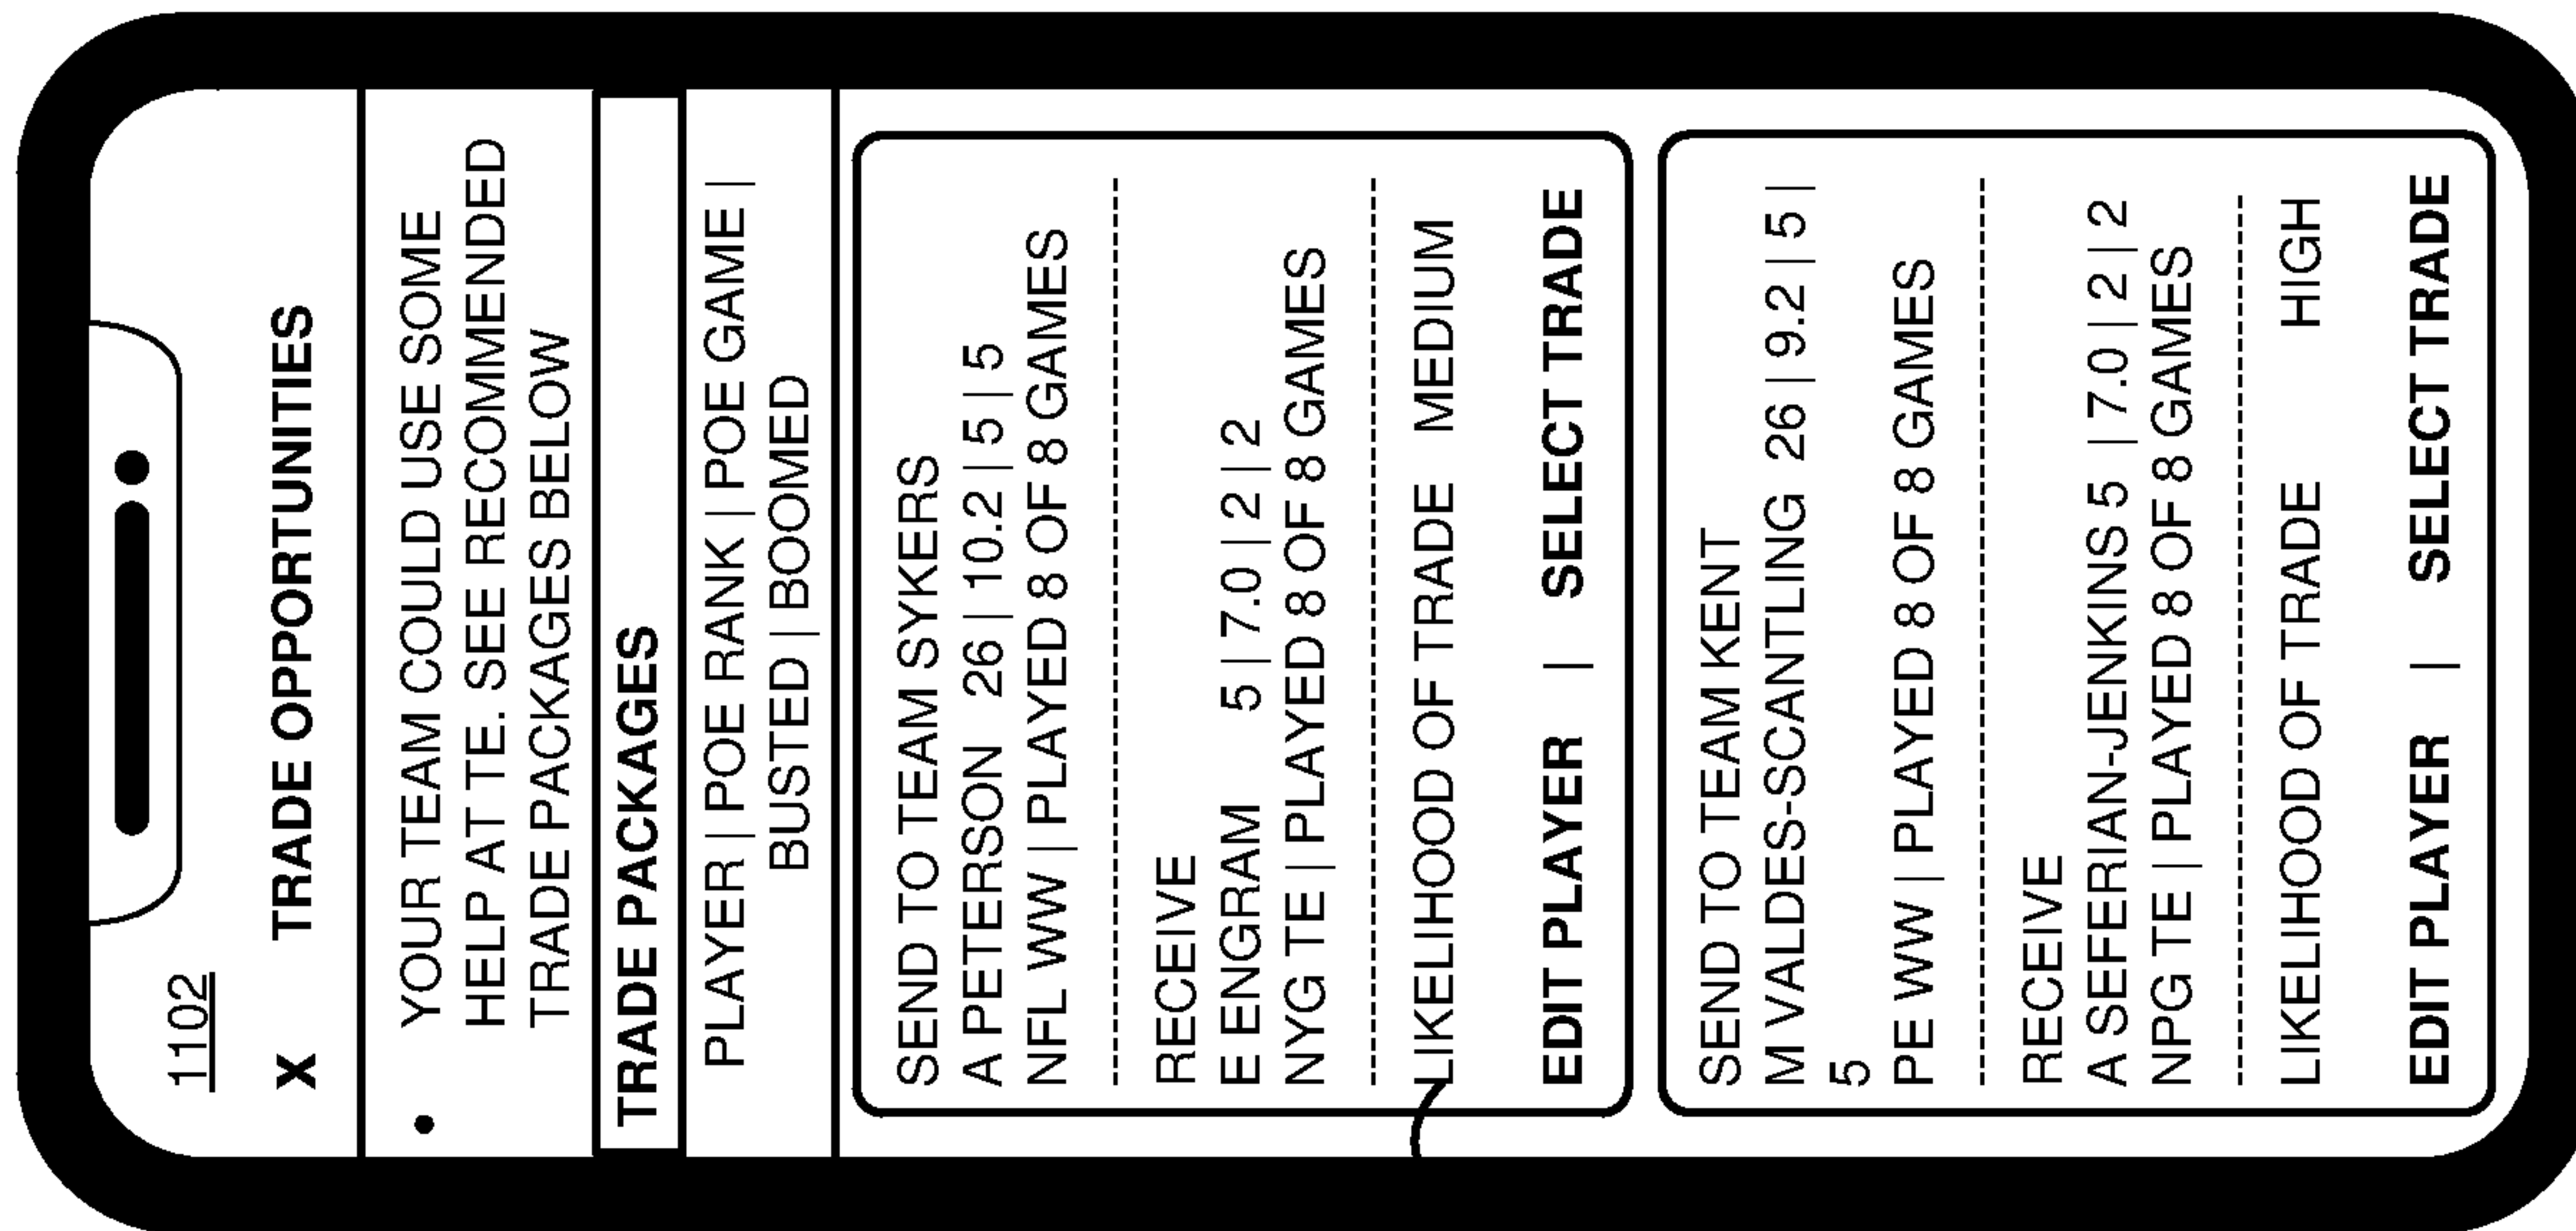 1102
X TRADE OPPORTUNITIES
• YOUR TEAM COULD USE SOME
HELP AT TE. SEE RECOMMENDED
TRADE PACKAGES BELOW
TRADE PACKAGES
PLAYER | POE RANK | POE GAME |
BUSTED | BOOMED
SEND TO TEAM SYKERS
A PETERSON 26 | 10.2 | 5 | 5
NFL WW | PLAYED 8 OF 8 GAMES
RECEIVE
E ENGRAM 5 | 7.0 | 2 | 2
NYG TE | PLAYED 8 OF 8 GAMES
LIKELIHOOD OF TRADE MEDIUM
EDIT PLAYER | SELECT TRADE
SEND TO TEAM KENT
M VALDES-SCANTLING 26 | 9.2 | 5 |
5
PE WW | PLAYED 8 OF 8 GAMES
RECEIVE
A SEFERIAN-JENKINS 5 | 7.0 | 2 | 2
NPG TE | PLAYED 8 OF 8 GAMES
LIKELIHOOD OF TRADE HIGH
EDIT PLAYER | SELECT TRADE